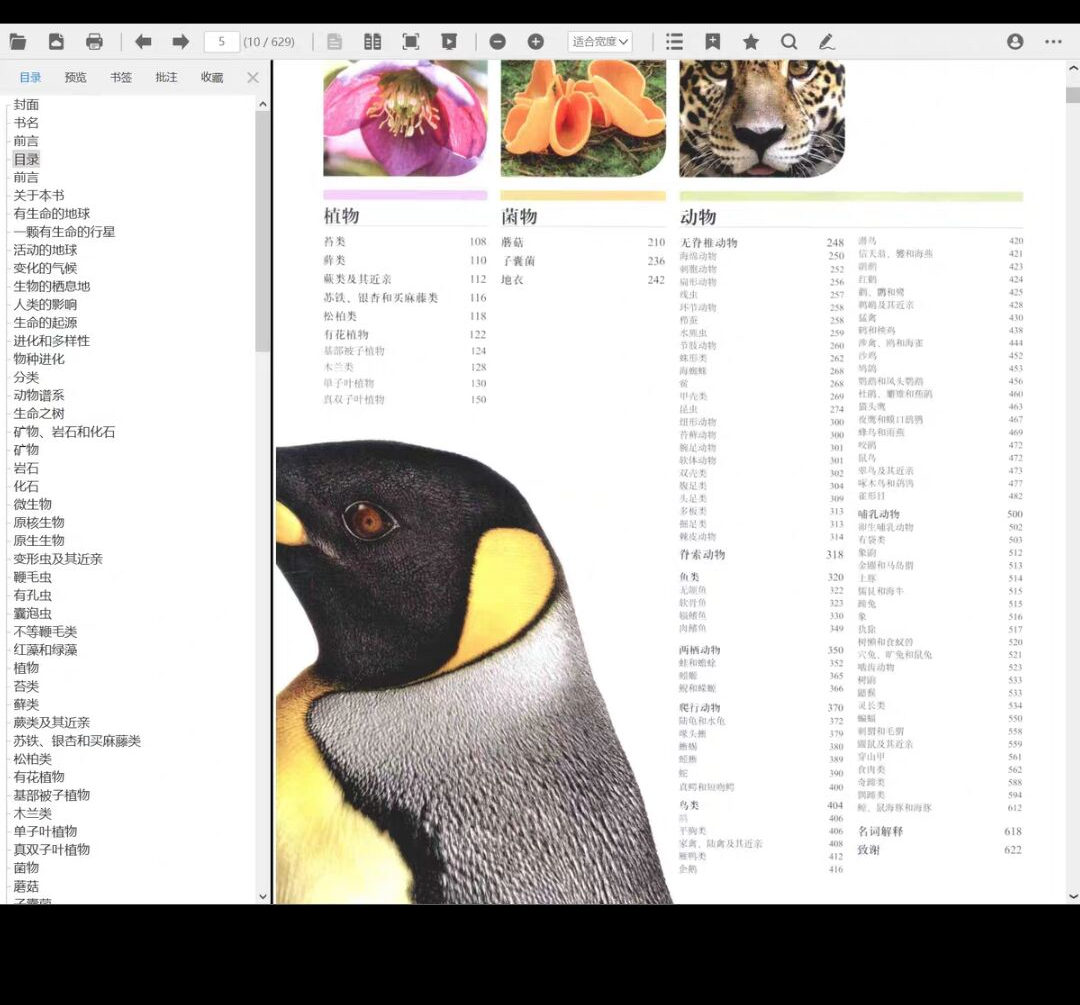 5 (10 / 629) 适合宽度
目录 预览 书签 批注 收藏
封面
书名
前言
目录
前言
关于本书
有生命的地球
一颗有生命的行星
活动的地球
变化的气候
生物的栖息地
人类的影响
生命的起源
进化和多样性
物种进化
分类
动物谱系
生命之树
矿物、岩石和化石
矿物
岩石
化石
微生物
原核生物
原生生物
变形虫及其近亲
鞭毛虫
有孔虫
囊泡虫
不等鞭毛类
红藻和绿藻
植物
苔类
藓类
蕨类及其近亲
苏铁、银杏和买麻藤类
松柏类
有花植物
基部被子植物
木兰类
单子叶植物
真双子叶植物
菌物
蘑菇
子囊菌
植物
苔类 108
藓类 110
蕨类及其近亲 112
苏铁、银杏和买麻藤类 116
松柏类 118
有花植物 122
基部被子植物 124
木兰类 128
单子叶植物 130
真双子叶植物 150
菌物
蘑菇 210
子囊菌 236
地衣 242
动物
无脊椎动物 248
海绵动物 250
刺胞动物 252
扁形动物 256
线虫 257
环节动物 258
258
水熊虫 259
节肢动物 260
蛛形类 262
海蜘蛛 268
鲎 268
甲壳类 269
昆虫 274
纽形动物 300
苔藓动物 300
腕足动物 301
软体动物 301
双壳类 302
腹足类 304
头足类 309
多板类 313
掘足类 313
棘皮动物 314
脊索动物 318
鱼类 320
无颌鱼 322
软骨鱼 323
辐鳍鱼 330
肉鳍鱼 349
两栖动物 350
蛙和蟾蜍 352
蚓螈 365
鲵和蝾螈 366
爬行动物 370
陆龟和水龟 372
喙头蜥 379
蜥蜴 380
蚓蜥 389
蛇 390
真鳄和短吻鳄 400
鸟类 404
406
平胸类 406
家禽、陆禽及其近亲 408
雁鸭类 412
企鹅 416
潜鸟 420
信天翁、鹱和海燕 421
鸊鷉 423
红鹳 424
鹳、鹮和鹭 425
鹈鹕及其近亲 428
猛禽 430
鹤和秧鸡 438
涉禽、鸥和海雀 444
沙鸡 452
鸠鸽 453
鹦鹉和凤头鹦鹉 456
杜鹃、麝雉和蕉鹃 460
猫头鹰 463
夜鹰和蟆口鸱 467
蜂鸟和雨燕 469
咬鹃 472
鼠鸟 472
翠鸟及其近亲 473
啄木鸟和鵎鵼 477
雀形目 482
哺乳动物 500
卵生哺乳动物 502
有袋类 503
象鼩 512
金鼹和马岛猬 513
土豚 514
儒艮和海牛 515
蹄兔 515
象 516
犰狳 517
树懒和食蚁兽 520
穴兔、旷兔和鼠兔 521
啮齿动物 523
树鼩 533
鼯猴 533
灵长类 534
蝙蝠 550
刺猬和毛猬 558
鼹鼠及其近亲 559
穿山甲 561
食肉类 562
奇蹄类 588
偶蹄类 594
鲸、鼠海豚和海豚 612
名词解释 618
致谢 622